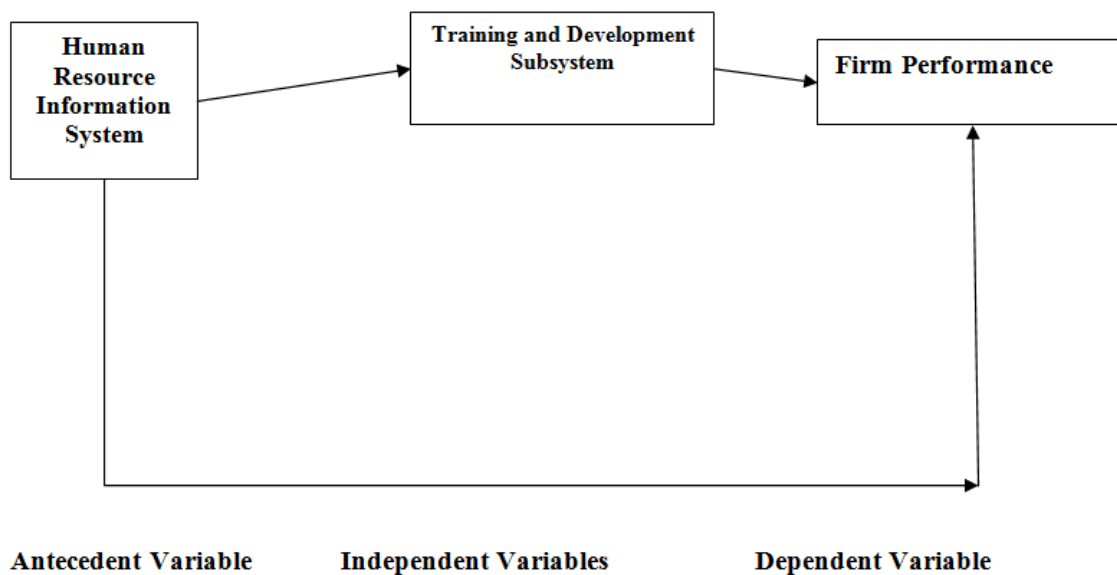 Human
Resource
Information
System
Training and Development
Subsystem
Firm Performance
Antecedent Variable
Independent Variables
Dependent Variable